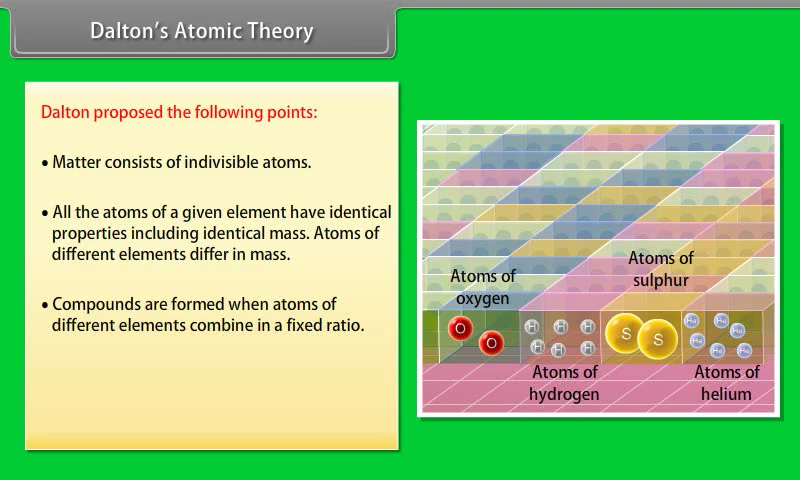 Dalton's Atomic Theory
Dalton proposed the following points:
• Matter consists of indivisible atoms.
• All the atoms of a given element have identical
properties including identical mass. Atoms of
different elements differ in mass.
• Compounds are formed when atoms of
different elements combine in a fixed ratio.
Atoms of
oxygen
Atoms of
sulphur
O
O
H H H
H H H
S S
He He He
He He He
Atoms of
hydrogen
Atoms of
helium